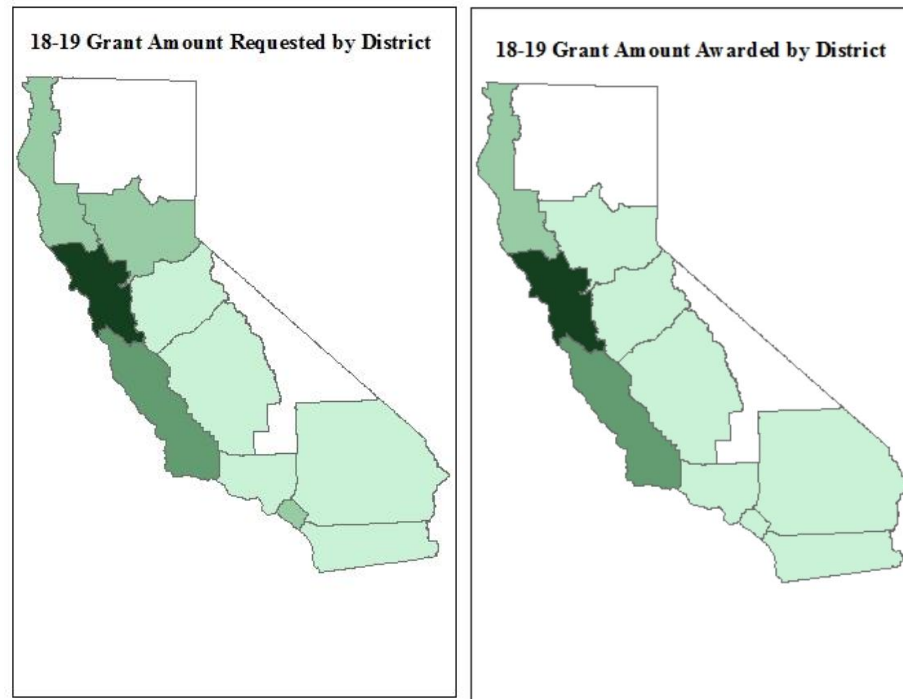 18-19 Grant Amount Requested by District
18-19 Grant Amount Awarded by District